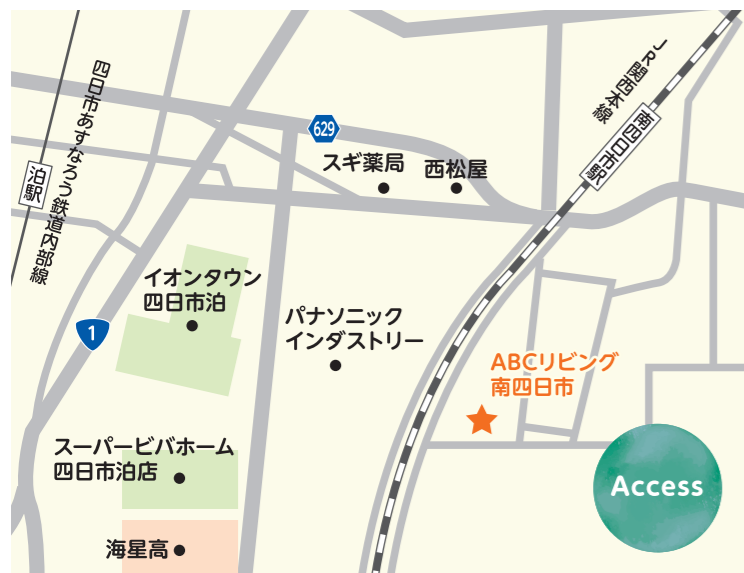 JR関西本線
南四日市駅
四日市あすなろう鉄道内部線
泊駅
629
スギ薬局
西松屋
イオンタウン
四日市泊
1
パナソニック
インダストリー
ABCリビング
南四日市
スーパービバホーム
四日市泊店
Access
海星高